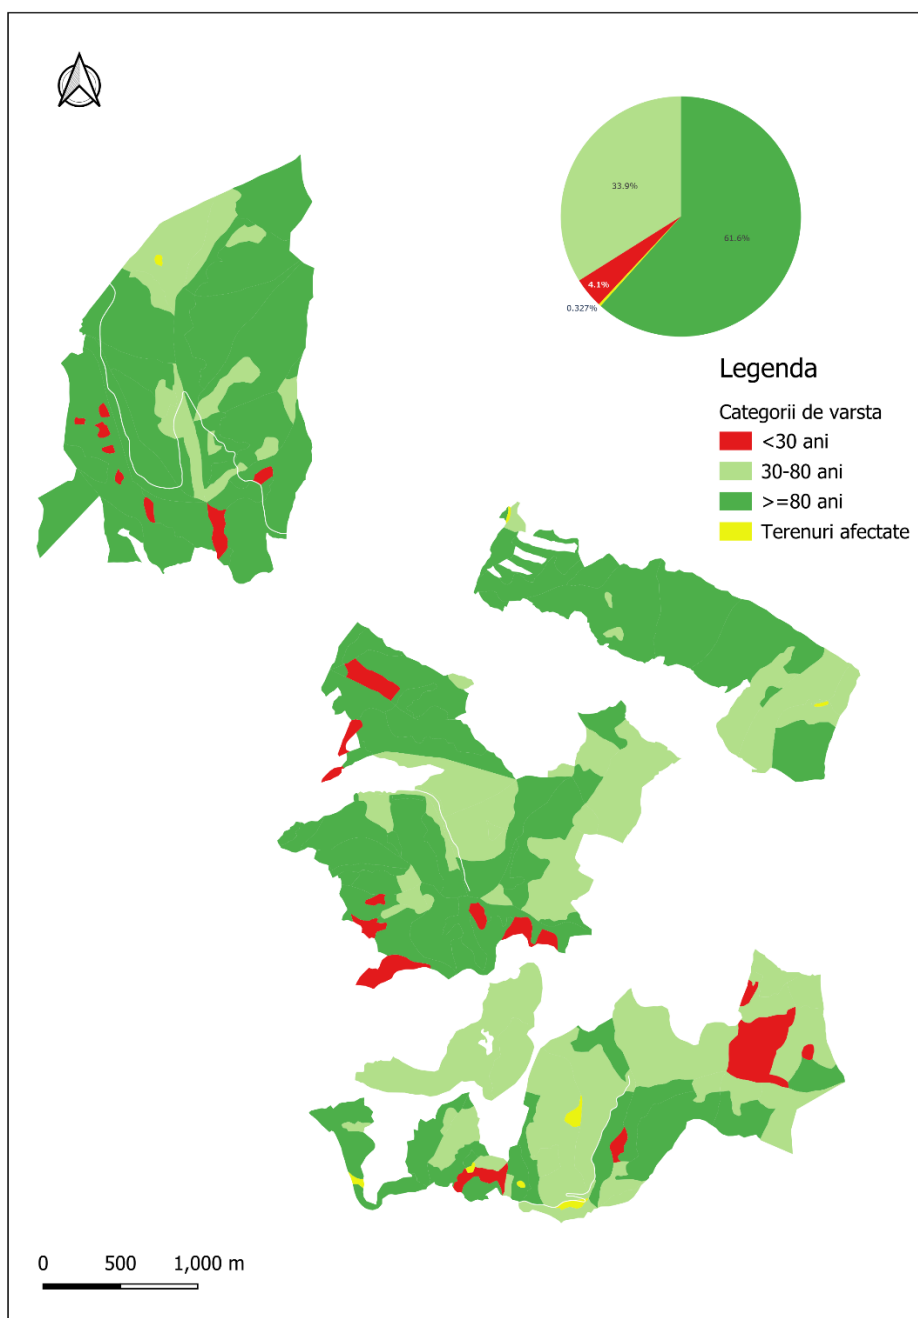 33.9%
61.6%
4.1%
0.327%
Legenda
Categorii de varsta
<30 ani
30-80 ani
>=80 ani
Terenuri afectate
0 500 1,000 m